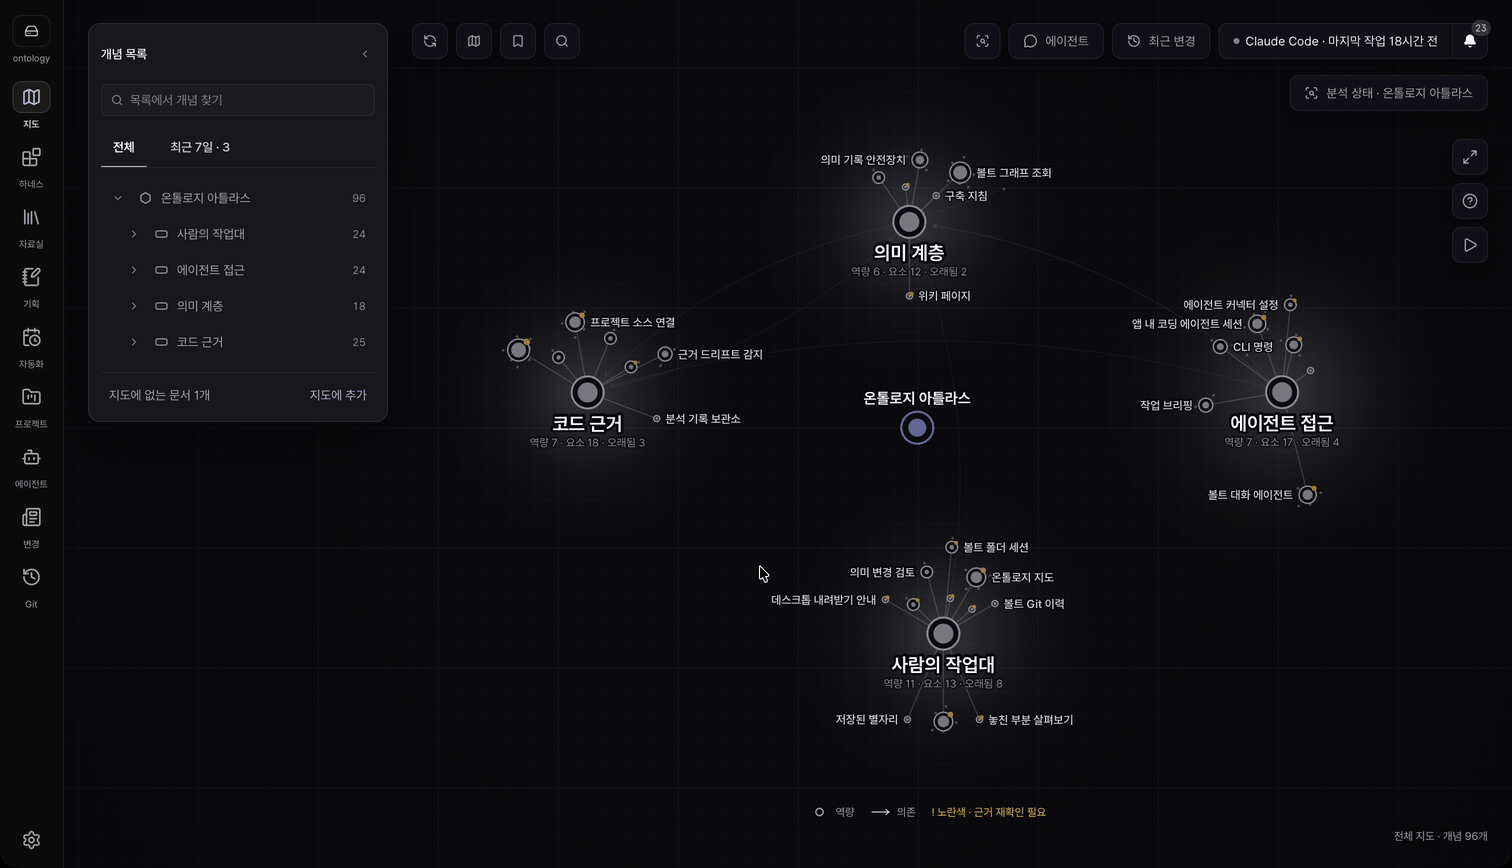 ontology
지도
하네스
자료실
기획
자동화
프로젝트
에이전트
변경
Git
개념 목록
목록에서 개념 찾기
전체
최근 7일 · 3
온톨로지 아틀라스 96
사람의 작업대 24
에이전트 접근 24
의미 계층 18
코드 근거 25
지도에 없는 문서 1개
지도에 추가
에이전트
최근 변경
Claude Code · 마지막 작업 18시간 전
23
분석 상태 · 온톨로지 아틀라스
의미 기록 안전장치
볼트 그래프 조회
구축 지침
의미 계층
역량 6 · 요소 12 · 오래됨 2
위키 페이지
프로젝트 소스 연결
근거 드리프트 감지
코드 근거
역량 7 · 요소 18 · 오래됨 3
분석 기록 보관소
온톨로지 아틀라스
에이전트 커넥터 설정
앱 내 코딩 에이전트 세션
CLI 명령
작업 브리핑
에이전트 접근
역량 7 · 요소 17 · 오래됨 4
볼트 대화 에이전트
볼트 폴더 세션
의미 변경 검토
온톨로지 지도
데스크톱 내려받기 안내
볼트 Git 이력
사람의 작업대
역량 11 · 요소 13 · 오래됨 8
저장된 별자리
놓친 부분 살펴보기
역량
의존
! 노란색 · 근거 재확인 필요
전체 지도 · 개념 96개